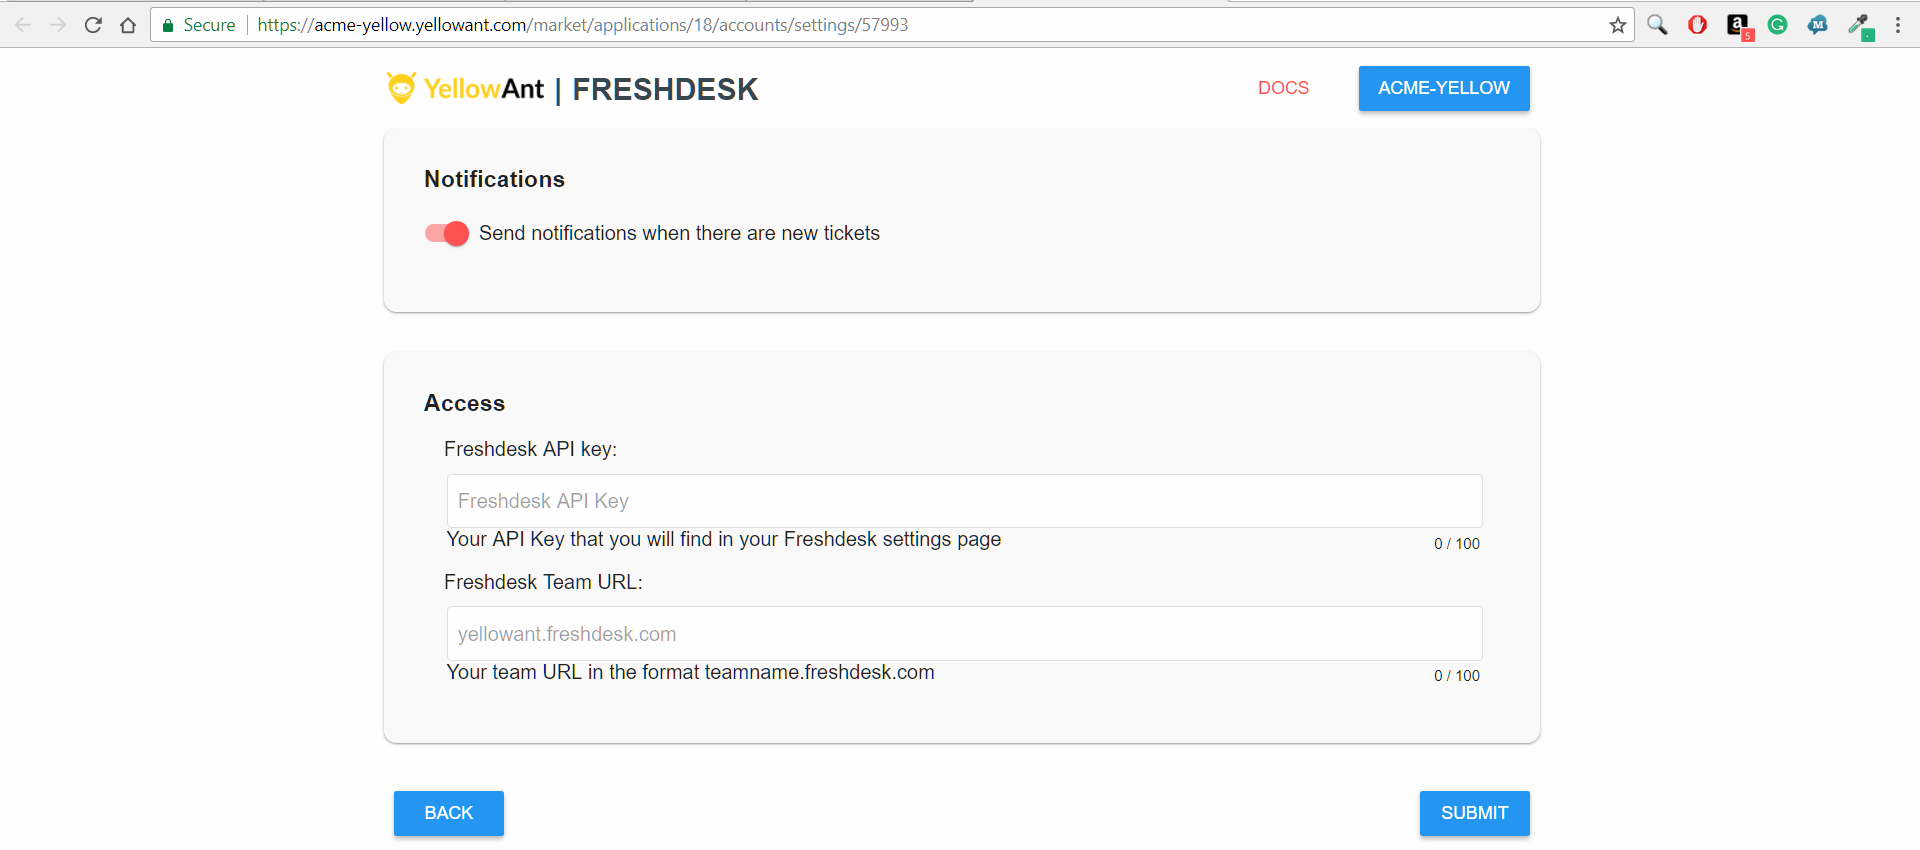 Secure https://acme-yellow.yellowant.com/market/applications/18/accounts/settings/57993
a 5 G M
YellowAnt | FRESHDESK DOCS ACME-YELLOW
Notifications
Send notifications when there are new tickets
Access
Freshdesk API key:
Freshdesk API Key
Your API Key that you will find in your Freshdesk settings page 0 / 100
Freshdesk Team URL:
yellowant.freshdesk.com
Your team URL in the format teamname.freshdesk.com 0 / 100
BACK SUBMIT